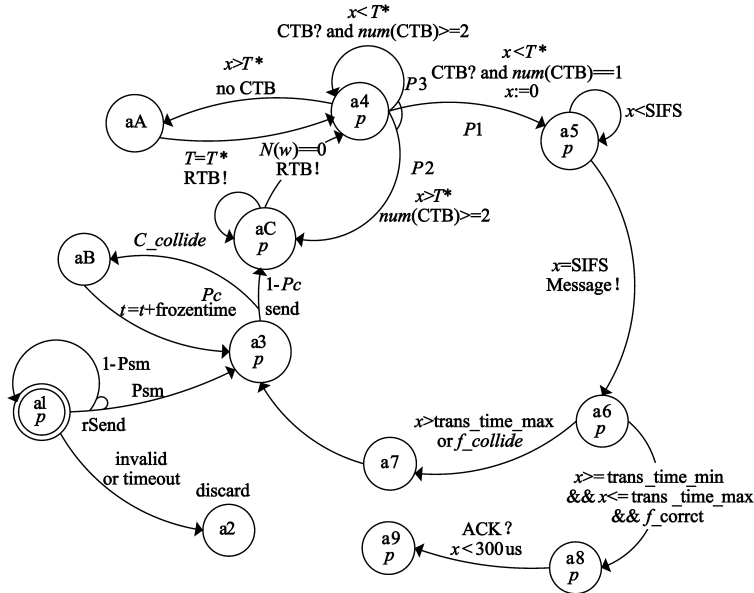 x<T*
CTB? and num(CTB)>=2
x<T*
CTB? and num(CTB)==1
x:=0
x>T*
no CTB
P3
a4
p
aA
P1
a5
p
x<SIFS
T=T*
RTB!
N(w)==0
RTB!
P2
x>T*
num(CTB)>=2
aC
p
C_collide
aB
x=SIFS
Message!
Pc
t=t+frozentime
1-Pc
send
a3
p
1-Psm
Psm
a1
p
rSend
x>trans_time_max
or f_collide
a6
p
a7
invalid
or timeout
x>=trans_time_min
&&x<=trans_time_max
&&f_corrct
discard
a2
ACK?
x<300us
a9
p
a8
p